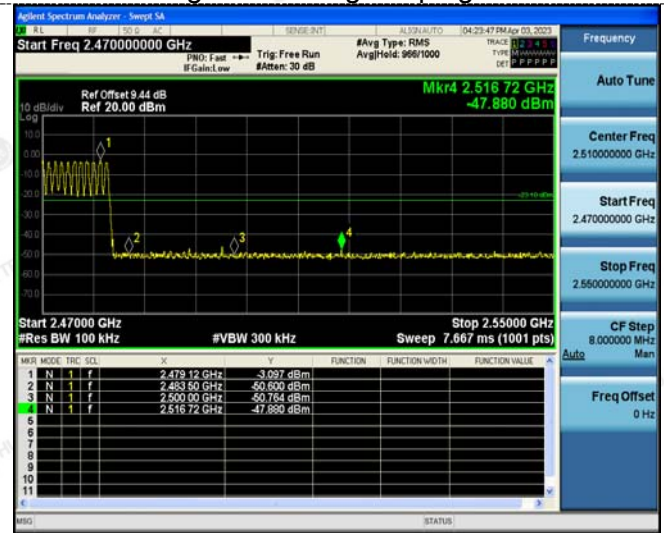 Agilent Spectrum Analyzer - Swept SA
RL RF 50 Ω AC SENSE:INT ALIGN AUTO 04:23:47 PM Apr 03, 2023
Start Freq 2.470000000 GHz
PNO: Fast
IFGain:Low
Trig: Free Run
#Atten: 30 dB
#Avg Type: RMS
Avg|Hold: 966/1000
TRACE 1 2 3 4 5 6
TYPE
DET P P P P P P
Mkr4 2.516 72 GHz
-47.880 dBm
Ref Offset 9.44 dB
10 dB/div Ref 20.00 dBm
Log
10.0
0.00
-10.0
-20.0
-30.0
-40.0
-50.0
-60.0
-70.0
1
2
3
4
Start 2.47000 GHz Stop 2.55000 GHz
#Res BW 100 kHz #VBW 300 kHz Sweep 7.667 ms (1001 pts)
MKR MODE TRC SCL X Y FUNCTION FUNCTION WIDTH FUNCTION VALUE
1 N 1 f 2.479 12 GHz -3.097 dBm
2 N 1 f 2.483 50 GHz -50.600 dBm
3 N 1 f 2.500 00 GHz -50.764 dBm
4 N 1 f 2.516 72 GHz -47.880 dBm
5
6
7
8
9
10
11
MSG STATUS
Frequency
Auto Tune
Center Freq
2.510000000 GHz
Start Freq
2.470000000 GHz
Stop Freq
2.550000000 GHz
CF Step
8.000000 MHz
Auto Man
Freq Offset
0 Hz